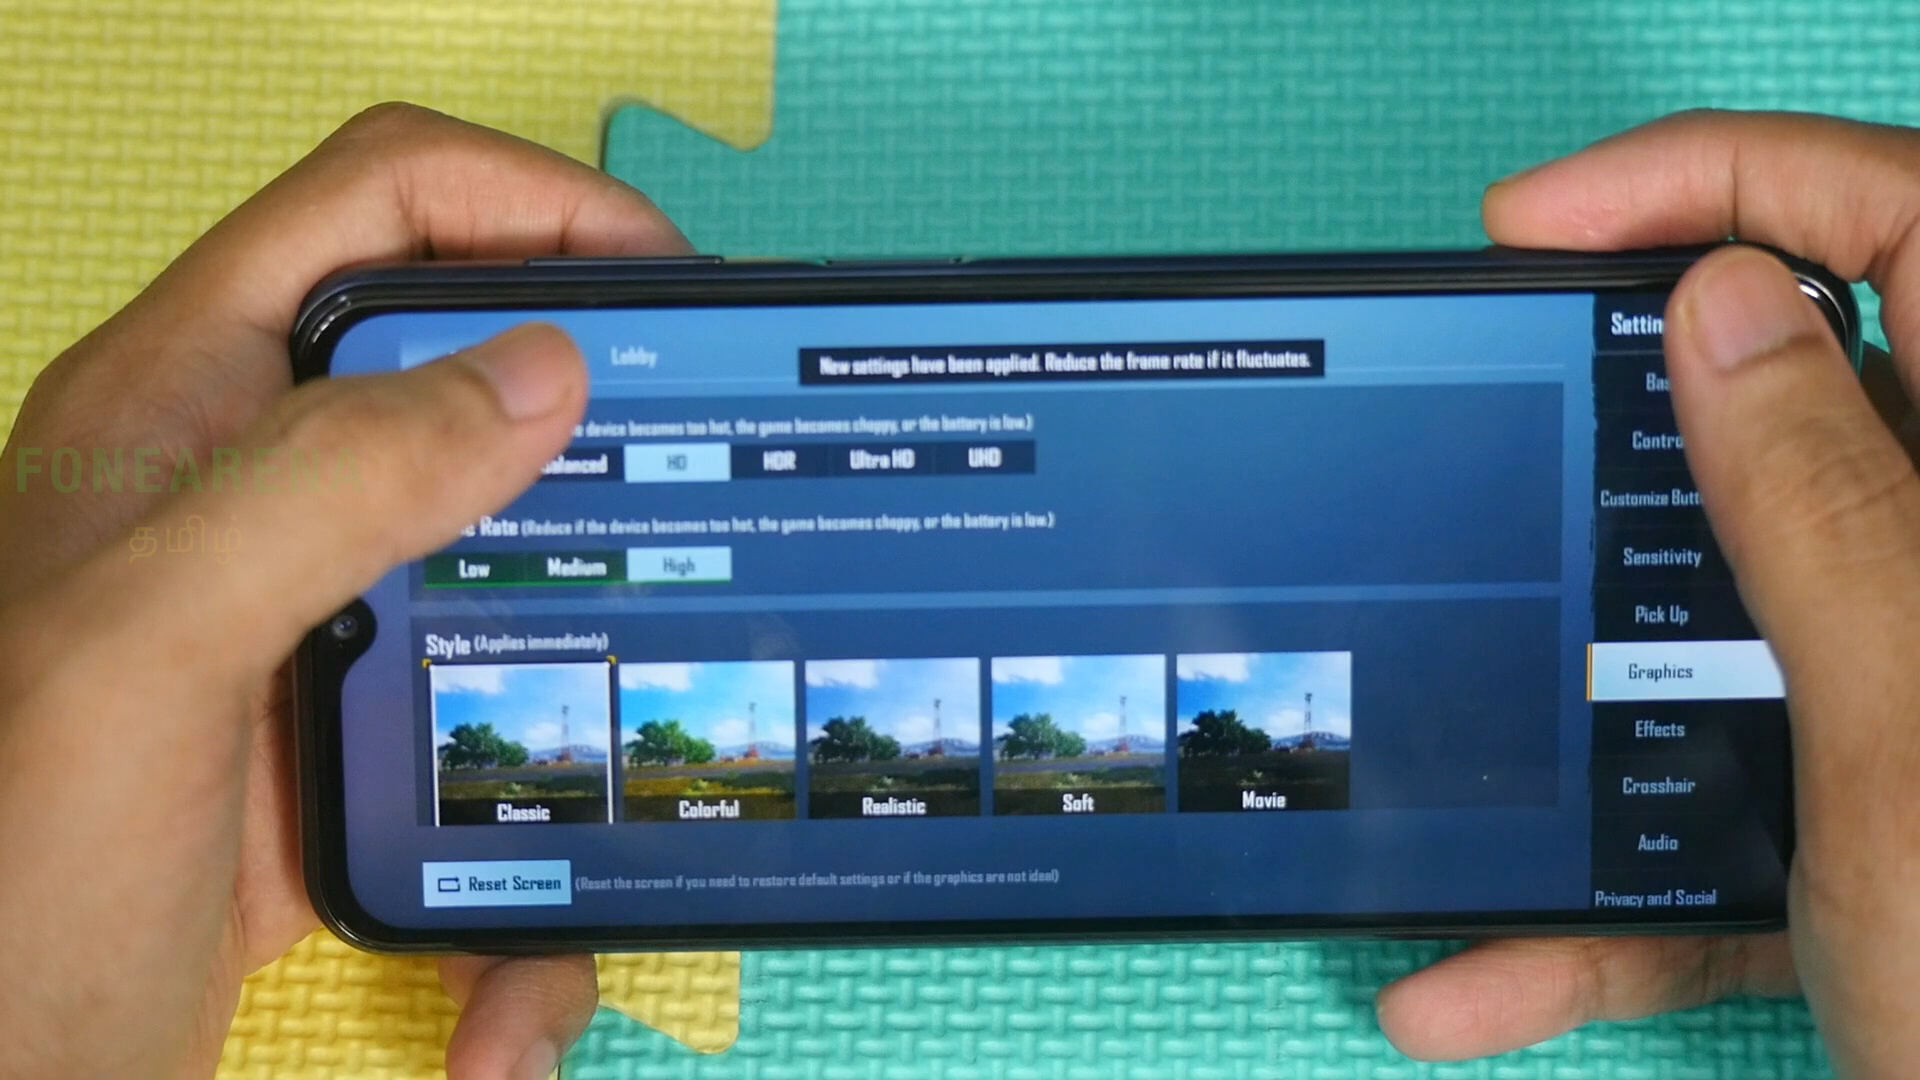 Lobby
New settings have been applied. Reduce the frame rate if it fluctuates.
Settin
device becomes too hot, the game becomes choppy, or the battery is low.)
alanced HD HDR Ultra HD UHD
Rate (Reduce if the device becomes too hot, the game becomes choppy, or the battery is low.)
Low Medium High
Style (Applies immediately)
Classic Colorful Realistic Soft Movie
Reset Screen (Reset the screen if you need to restore default settings or if the graphics are not ideal)
Bas
Contro
Customize Butt
Sensitivity
Pick Up
Graphics
Effects
Crosshair
Audio
Privacy and Social
FONEARENA
தமிழ்